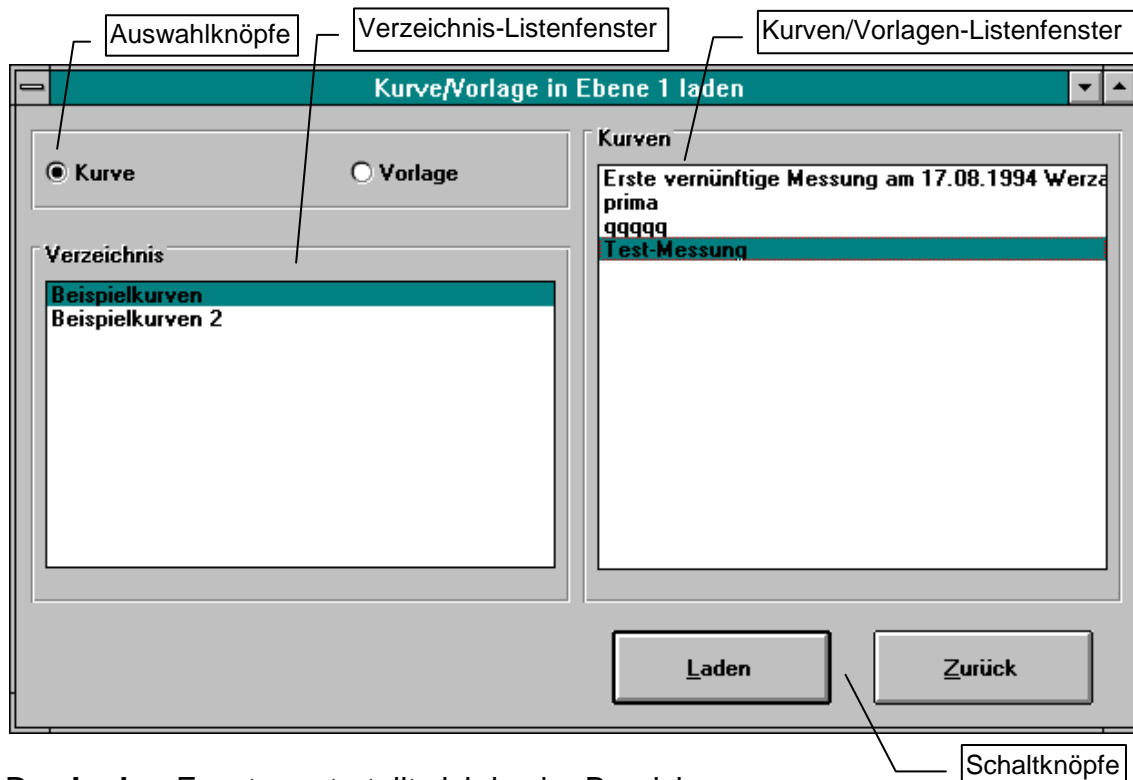 Auswahlknöpfe
Verzeichnis-Listenfenster
Kurven/Vorlagen-Listenfenster
Kurve/Vorlage in Ebene 1 laden
Kurve
Vorlage
Verzeichnis
Beispielkurven
Beispielkurven 2
Kurven
Erste vernünftige Messung am 17.08.1994 Werza
prima
qqqqq
Test-Messung
Laden
Zurück
Schaltknöpfe